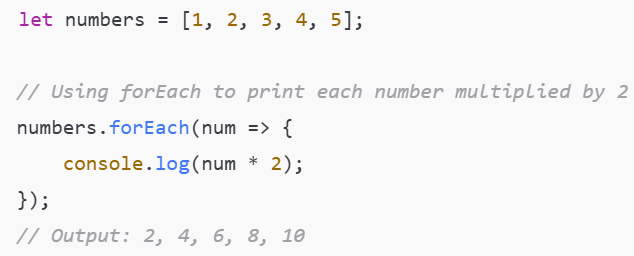 let numbers = [1, 2, 3, 4, 5];
// Using forEach to print each number multiplied by 2
numbers.forEach(num => {
    console.log(num * 2);
});
// Output: 2, 4, 6, 8, 10